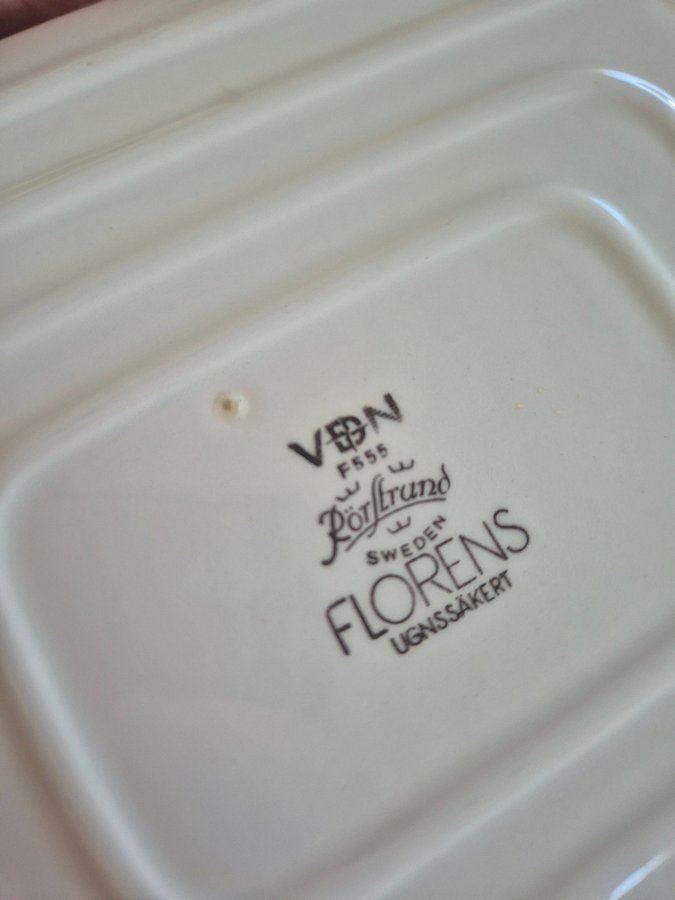 VDN
F555
Rörstrand
SWEDEN
FLORENS
UGNSSÄKERT